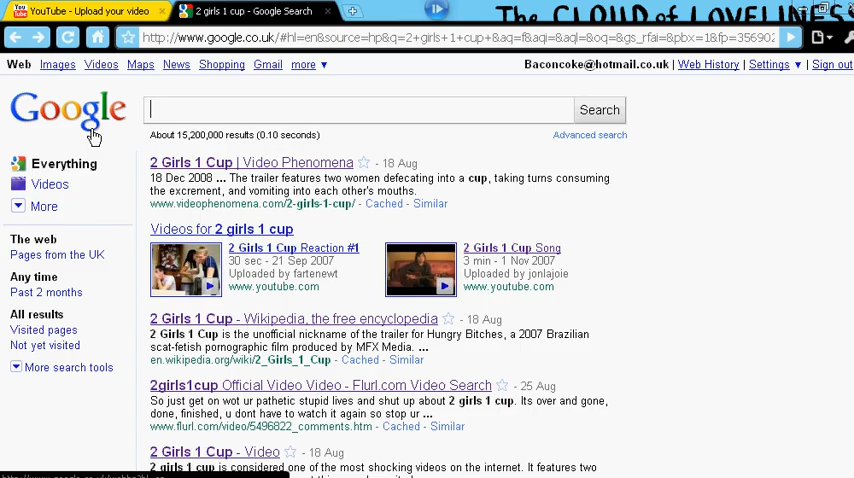 YouTube - Upload your video
2 girls 1 cup - Google Search
THE CLOUD OF LOVELINES
http://www.google.co.uk/#hl=en&source=hp&q=2+girls+1+cup+&aq=f&aqi=&aql=&oq=&gs_rfai=&pbx=1&fp=356902
Web Images Videos Maps News Shopping Gmail more ▼
Baconcoke@hotmail.co.uk | Web History | Settings ▼ | Sign out
Google
Search
About 15,200,000 results (0.10 seconds)
Advanced search
Everything
Videos
More
The web
Pages from the UK
Any time
Past 2 months
All results
Visited pages
Not yet visited
More search tools
2 Girls 1 Cup | Video Phenomena - 18 Aug
18 Dec 2008 ... The trailer features two women defecating into a cup, taking turns consuming
the excrement, and vomiting into each other's mouths.
www.videophenomena.com/2-girls-1-cup/ - Cached - Similar
Videos for 2 girls 1 cup
2 Girls 1 Cup Reaction #1
30 sec - 21 Sep 2007
Uploaded by fartenewt
www.youtube.com
2 Girls 1 Cup Song
3 min - 1 Nov 2007
Uploaded by jonlajoie
www.youtube.com
2 Girls 1 Cup - Wikipedia, the free encyclopedia - 18 Aug
2 Girls 1 Cup is the unofficial nickname of the trailer for Hungry Bitches, a 2007 Brazilian
scat-fetish pornographic film produced by MFX Media. ...
en.wikipedia.org/wiki/2_Girls_1_Cup - Cached - Similar
2girls1cup Official Video Video - Flurl.com Video Search - 25 Aug
So just get on wot ur pathetic stupid lives and shut up about 2 girls 1 cup. Its over and gone,
done, finished, u dont have to watch it again so stop ur ...
www.flurl.com/video/5496822_comments.htm - Cached - Similar
2 Girls 1 Cup - Video - 18 Aug
2 girls 1 cup is considered one of the most shocking videos on the internet. It features two